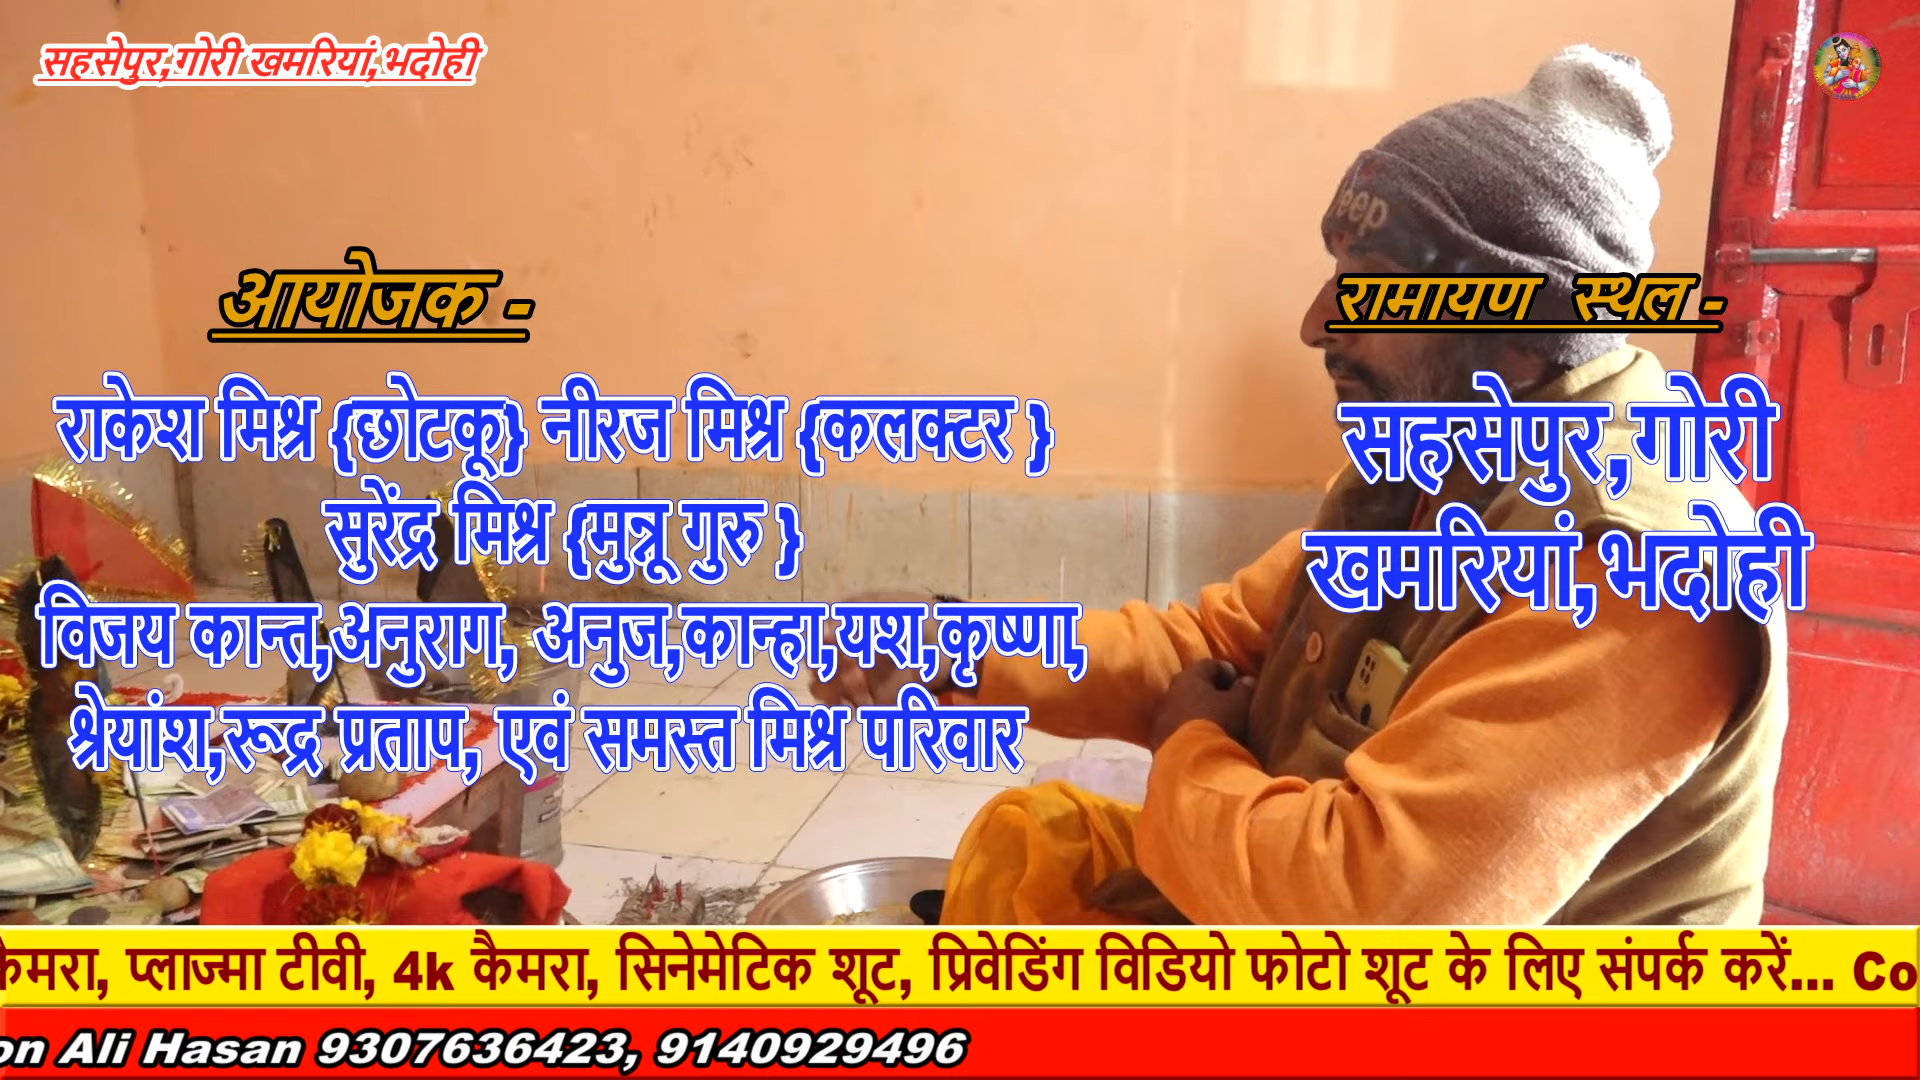 सहसेपुर,गोरी खमरियां,भदोही
eep
आयोजक -
राकेश मिश्र {छोटकू} नीरज मिश्र {कलक्टर }
सुरेंद्र मिश्र {मुन्नू गुरु }
विजय कान्त,अनुराग, अनुज,कान्हा,यश,कृष्णा,
श्रेयांश,रूद्र प्रताप, एवं समस्त मिश्र परिवार
रामायण स्थल -
सहसेपुर,गोरी
खमरियां,भदोही
कैमरा, प्लाज्मा टीवी, 4k कैमरा, सिनेमेटिक शूट, प्रिवेडिंग विडियो फोटो शूट के लिए संपर्क करें... Co
on Ali Hasan 9307636423, 9140929496